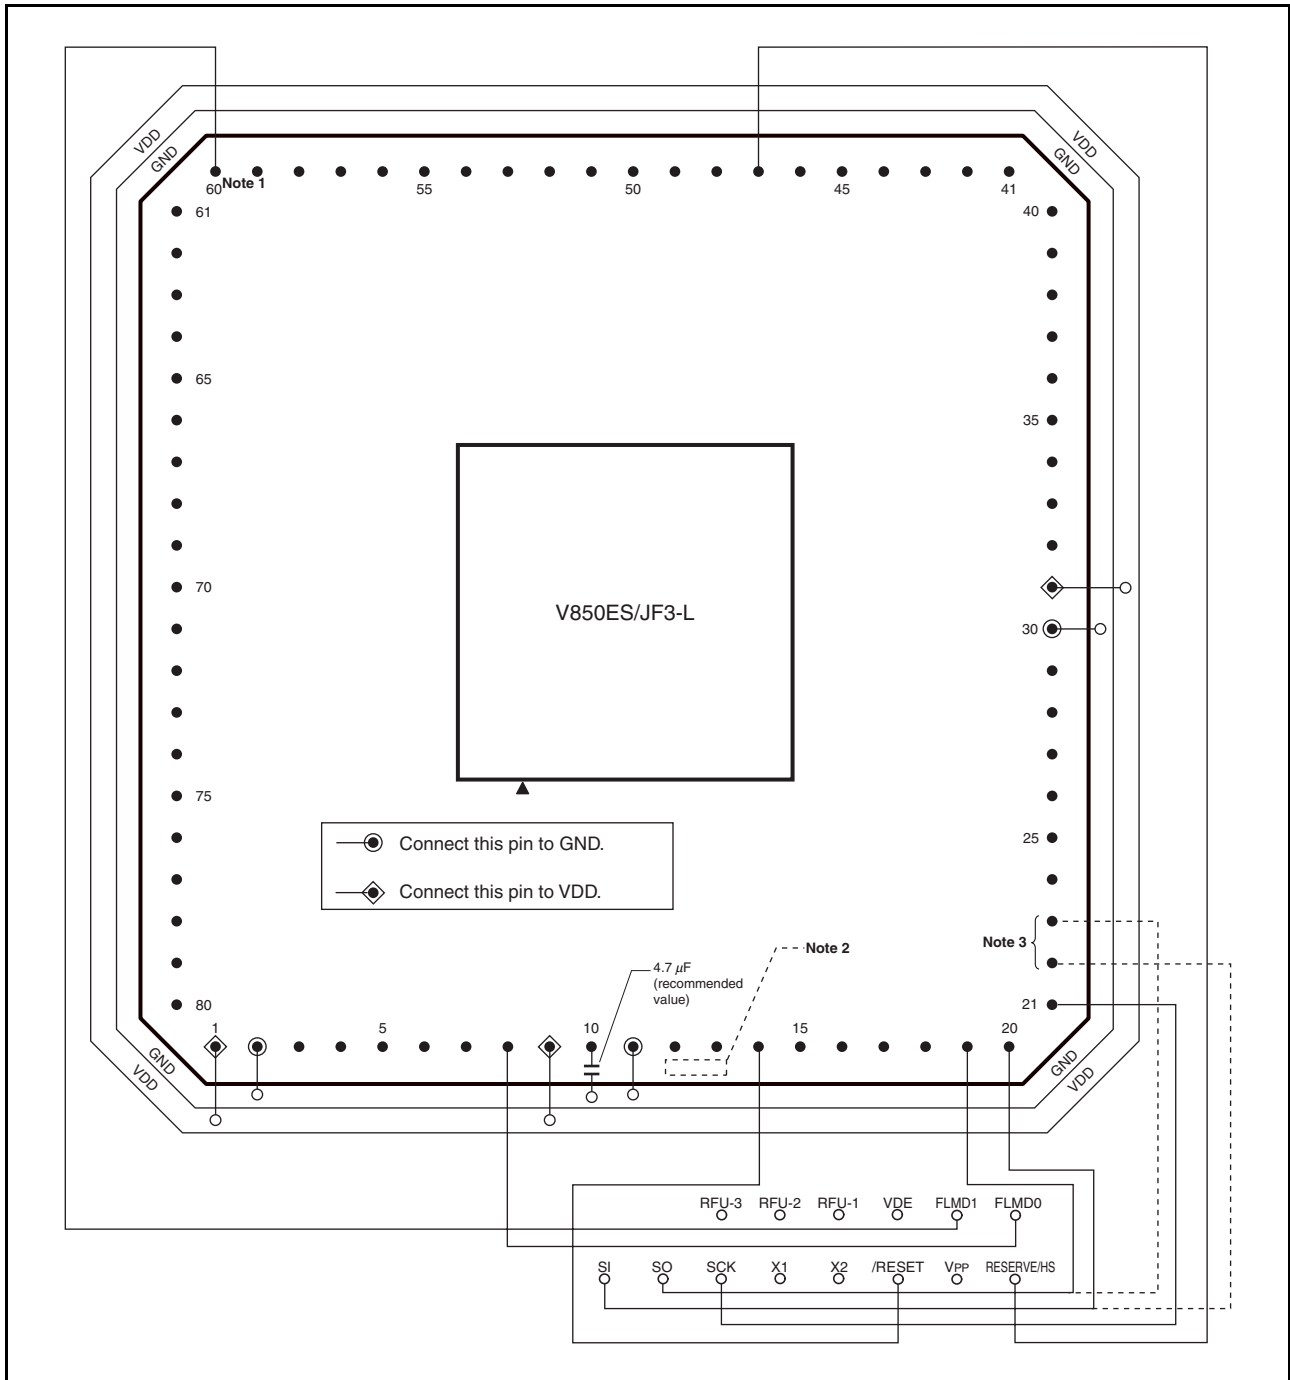 VDD
GND
VDD
GND
60 Note 1
55
50
45
41
61
40
65
35
70
V850ES/JF3-L
30
75
Connect this pin to GND.
25
Connect this pin to VDD.
Note 3
Note 2
4.7 μF
(recommended
value)
80
21
1
5
10
15
20
GND
VDD
GND
VDD
RFU-3 RFU-2 RFU-1 VDE FLMD1 FLMD0
SI SO SCK X1 X2 /RESET VPP RESERVE/HS